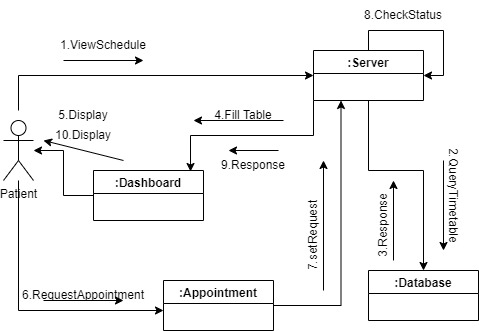 8.CheckStatus
1.ViewSchedule
:Server
5.Display
4.Fill Table
10.Display
9.Response
2.QueryTimetable
:Dashboard
Patient
7.setRequest
3.Response
6.RequestAppointment
:Appointment
:Database